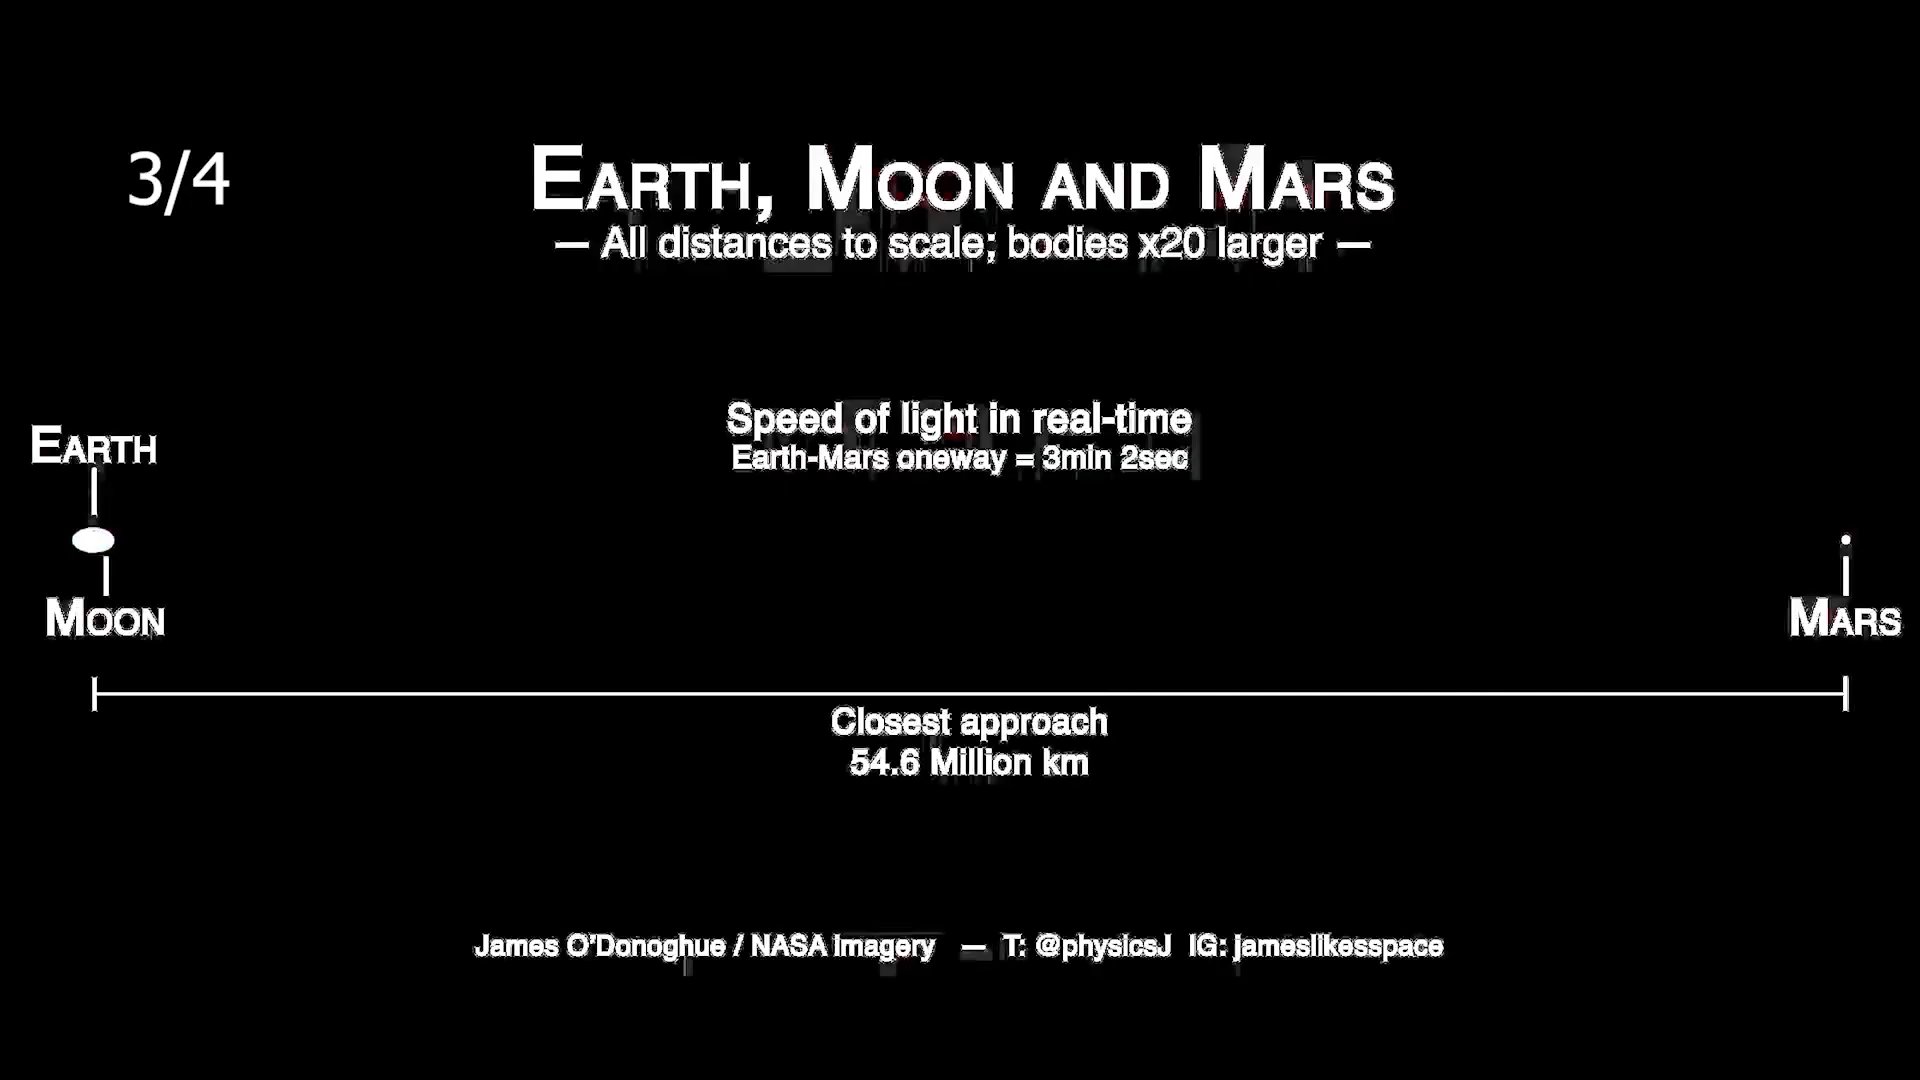 3/4
Earth, Moon and Mars
— All distances to scale; bodies x20 larger —
Speed of light in real-time
Earth-Mars oneway = 3min 2sec
Earth
Moon
Mars
Closest approach
54.6 Million km
James O'Donoghue / NASA imagery — T: @physicsJ IG: jameslikesspace